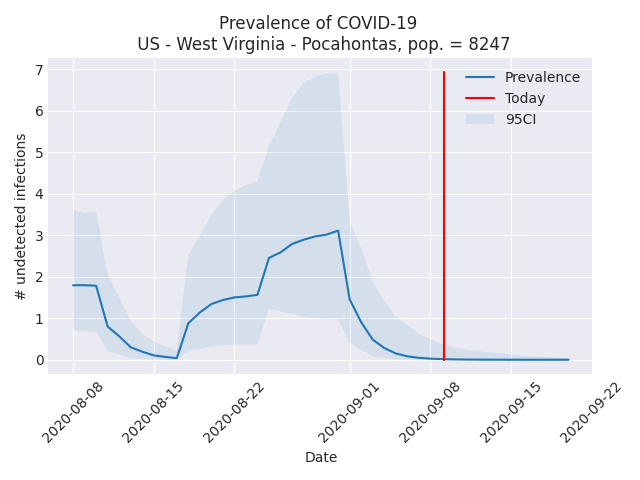 Prevalence of COVID-19
US - West Virginia - Pocahontas, pop. = 8247
7
6
5
4
3
2
1
0
# undetected infections
Prevalence
Today
95CI
2020-08-08
2020-08-15
2020-08-22
2020-09-01
2020-09-08
2020-09-15
2020-09-22
Date